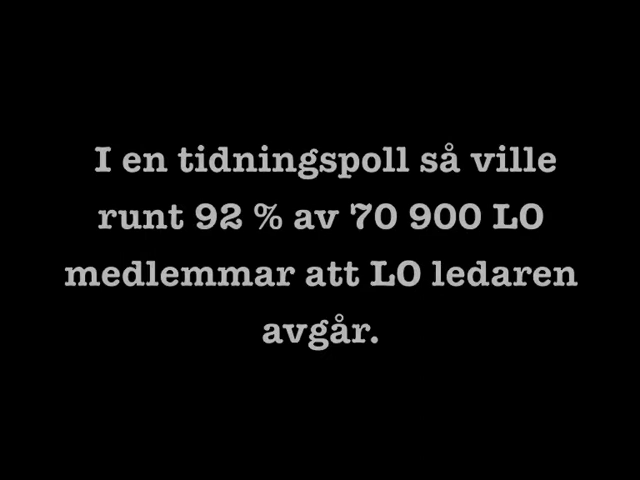 I en tidningspoll så ville
runt 92 % av 70 900 LO
medlemmar att LO ledaren
avgår.